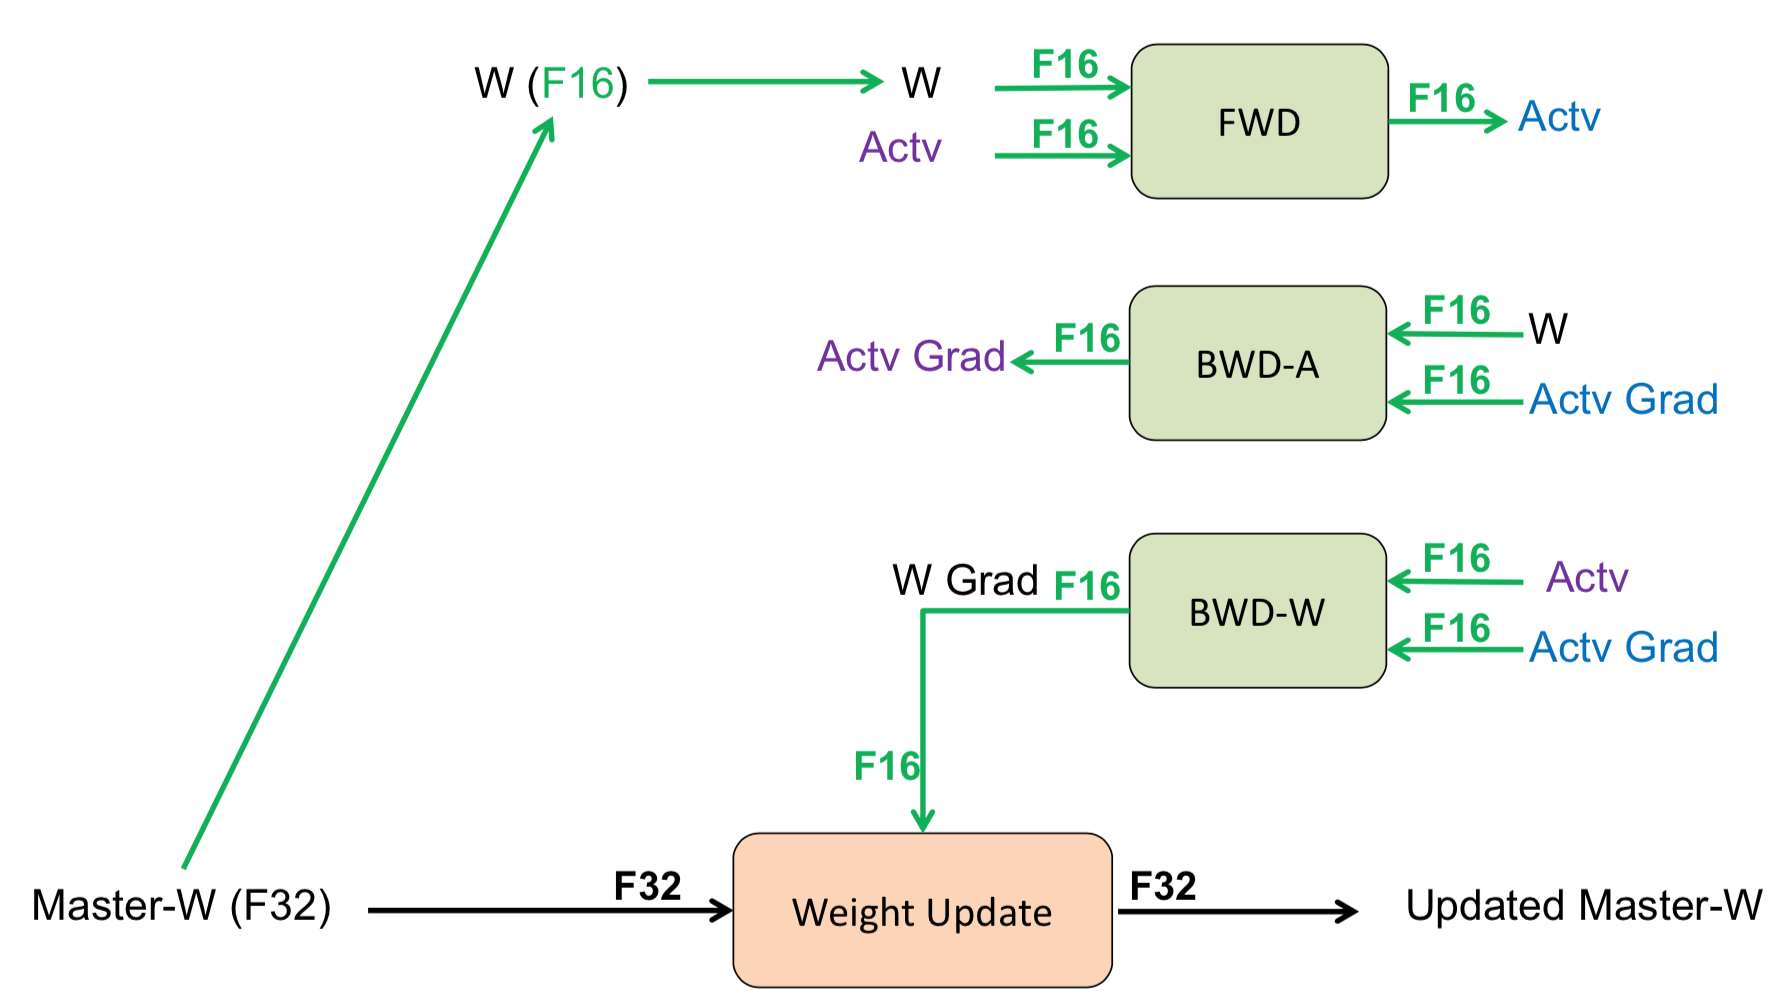 W (F16)
W
F16
Actv
F16
FWD
F16
Actv
Actv Grad
F16
BWD-A
F16
W
F16
Actv Grad
W Grad
F16
BWD-W
F16
Actv
F16
Actv Grad
F16
Master-W (F32)
F32
Weight Update
F32
Updated Master-W